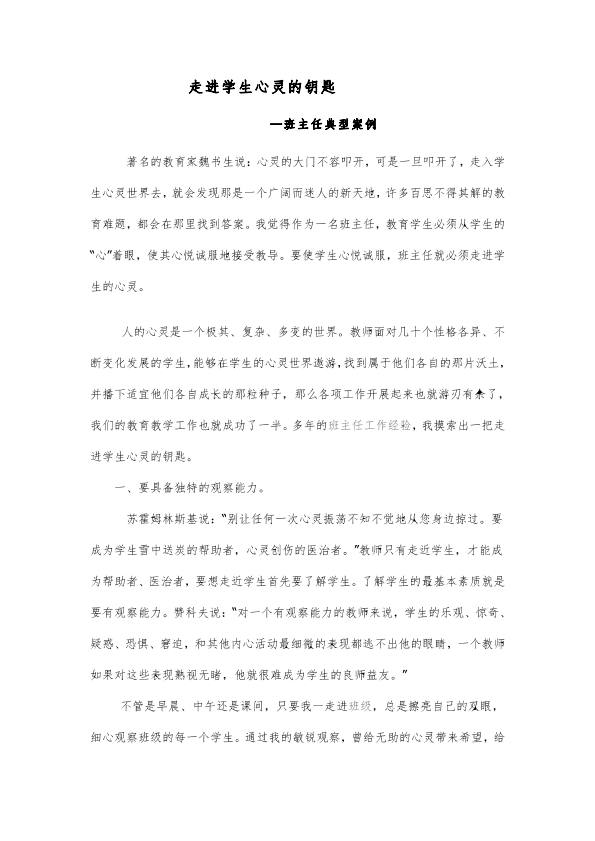 走进学生心灵的钥匙
—班主任典型案例
著名的教育家魏书生说：心灵的大门不容叩开，可是一旦叩开了，走入学
生心灵世界去，就会发现那是一个广阔而迷人的新天地，许多百思不得其解的教
育难题，都会在那里找到答案。我觉得作为一名班主任，教育学生必须从学生的
“心”着眼，使其心悦诚服地接受教导。要使学生心悦诚服，班主任就必须走进学
生的心灵。
人的心灵是一个极其、复杂、多变的世界。教师面对几十个性格各异、不
断变化发展的学生，能够在学生的心灵世界遨游，找到属于他们各自的那片沃土，
并播下适宜他们各自成长的那粒种子，那么各项工作开展起来也就游刃有余了，
我们的教育教学工作也就成功了一半。多年的班主任工作经验，我摸索出一把走
进学生心灵的钥匙。
一、要具备独特的观察能力。
苏霍姆林斯基说：“别让任何一次心灵振荡不知不觉地从您身边掠过。要
成为学生雪中送炭的帮助者，心灵创伤的医治者。”教师只有走近学生，才能成
为帮助者、医治者，要想走近学生首先要了解学生。了解学生的最基本素质就是
要有观察能力。赞科夫说：“对一个有观察能力的教师来说，学生的乐观、惊奇、
疑惑、恐惧、窘迫，和其他内心活动最细微的表现都逃不出他的眼睛，一个教师
如果对这些表现熟视无睹，他就很难成为学生的良师益友。”
不管是早晨、中午还是课间，只要我一走进班级，总是擦亮自己的双眼，
细心观察班级的每一个学生。通过我的敏锐观察，曾给无助的心灵带来希望，给